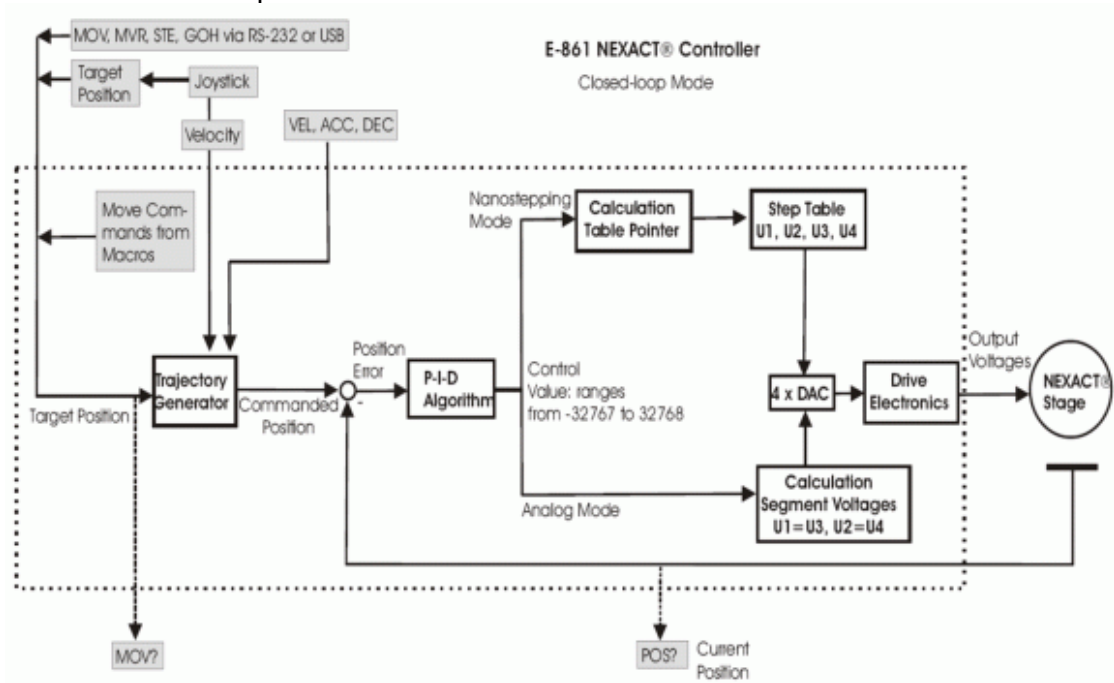 MOV, MVR, STE, GOH via RS-232 or USB
E-861 NEXACT® Controller
Closed-loop Mode
Target
Position
Joystick
Velocity
VEL, ACC, DEC
Move Com-
mands from
Macros
Nanostepping
Mode
Calculation
Table Pointer
Step Table
U1, U2, U3, U4
Output
Voltages
Position
Error
Trajectory
Generator
P-I-D
Algorithm
Control
Value: ranges
from -32767 to 32768
4 x DAC
Drive
Electronics
NEXACT®
Stage
Target Position
Commanded
Position
-
Calculation
Segment Voltages
U1=U3, U2=U4
Analog Mode
MOV?
POS?
Current
Position